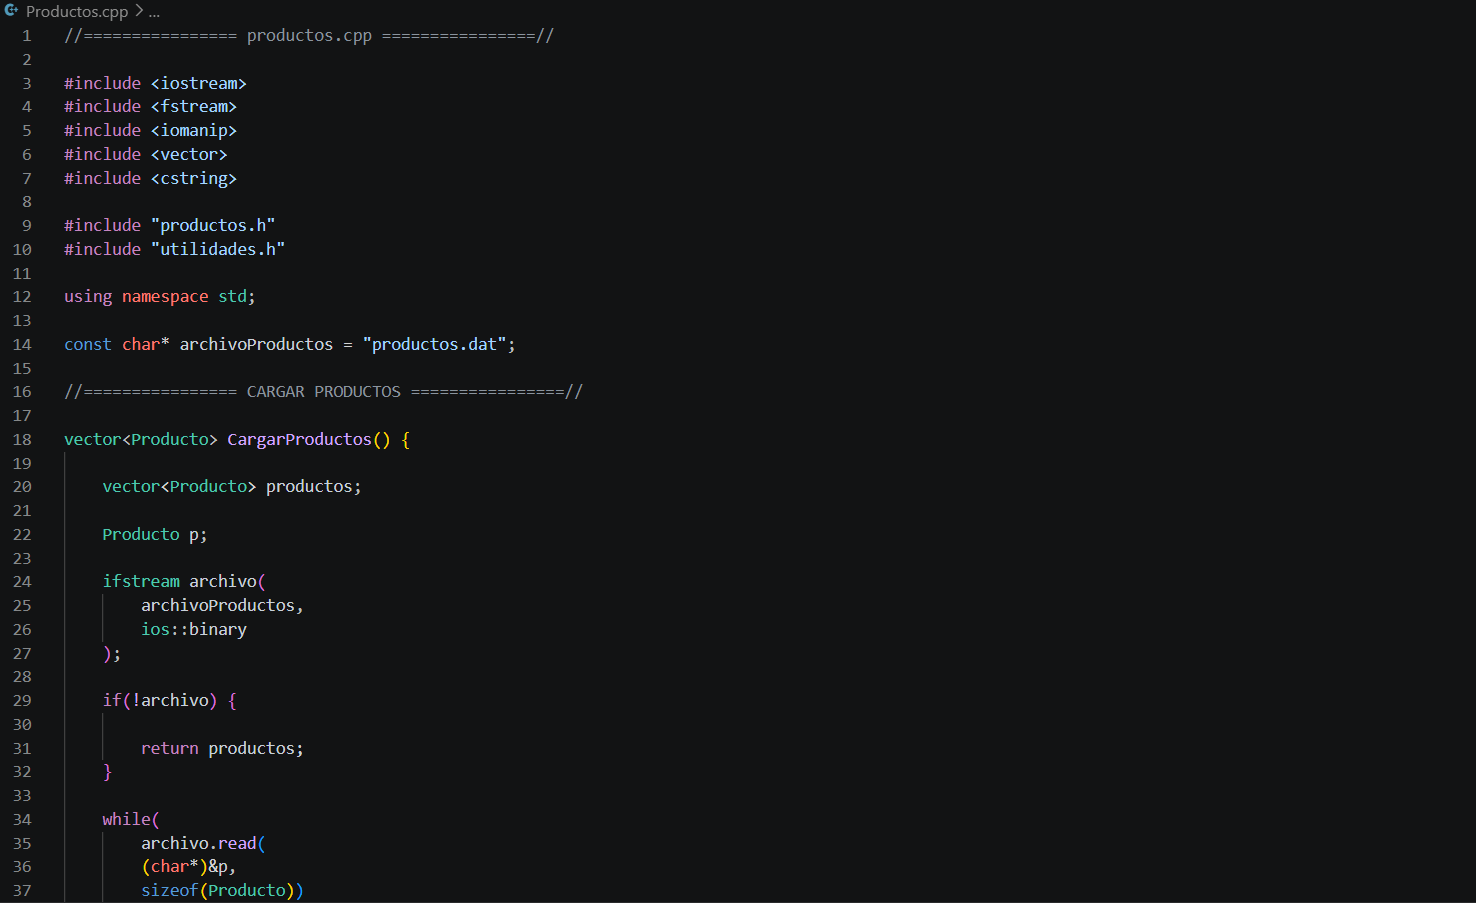 Productos.cpp > ...
1 //================ productos.cpp ================//
2
3 #include <iostream>
4 #include <fstream>
5 #include <iomanip>
6 #include <vector>
7 #include <cstring>
8
9 #include "productos.h"
10 #include "utilidades.h"
11
12 using namespace std;
13
14 const char* archivoProductos = "productos.dat";
15
16 //================ CARGAR PRODUCTOS ================//
17
18 vector<Producto> CargarProductos() {
19
20     vector<Producto> productos;
21
22     Producto p;
23
24     ifstream archivo(
25         archivoProductos,
26         ios::binary
27     );
28
29     if(!archivo) {
30
31         return productos;
32     }
33
34     while(
35         archivo.read(
36         (char*)&p,
37         sizeof(Producto))